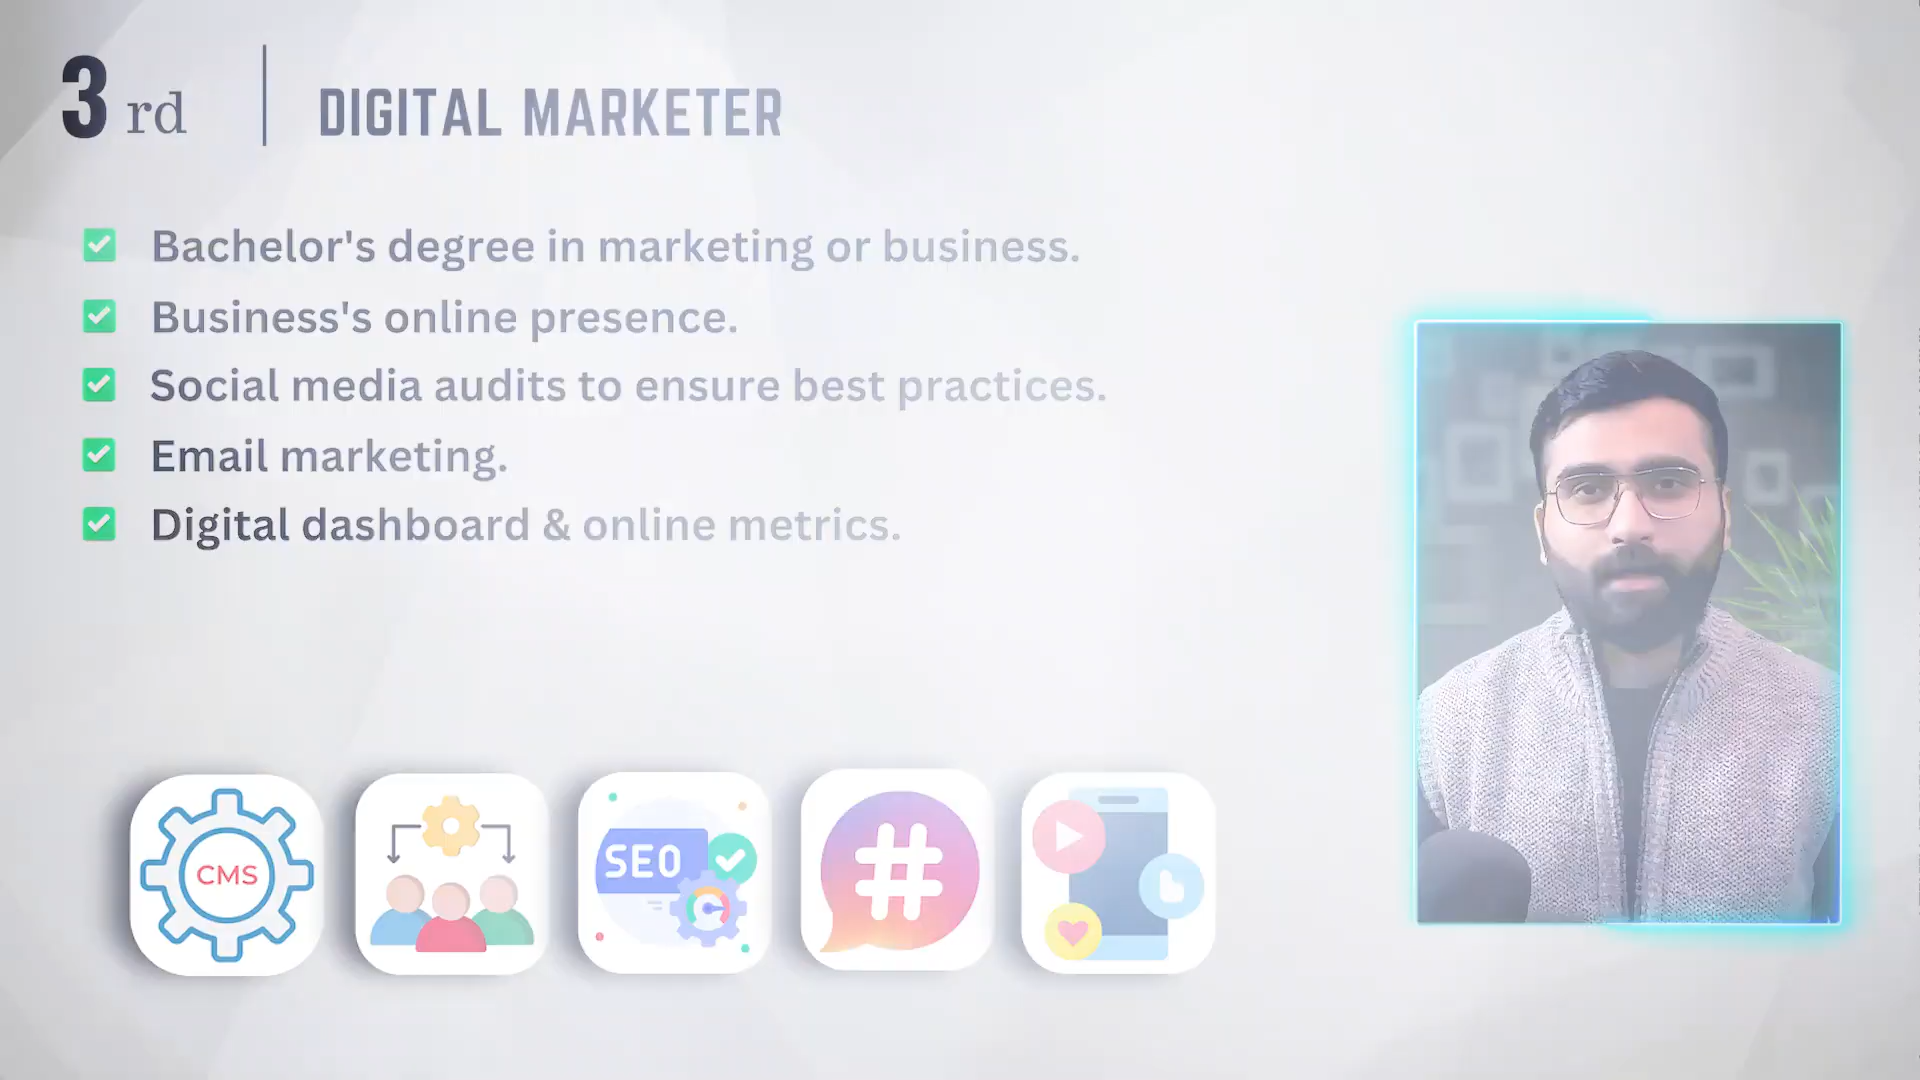 3 rd
DIGITAL MARKETER
Bachelor's degree in marketing or business.
Business's online presence.
Social media audits to ensure best practices.
Email marketing.
Digital dashboard & online metrics.
CMS
SEO
#